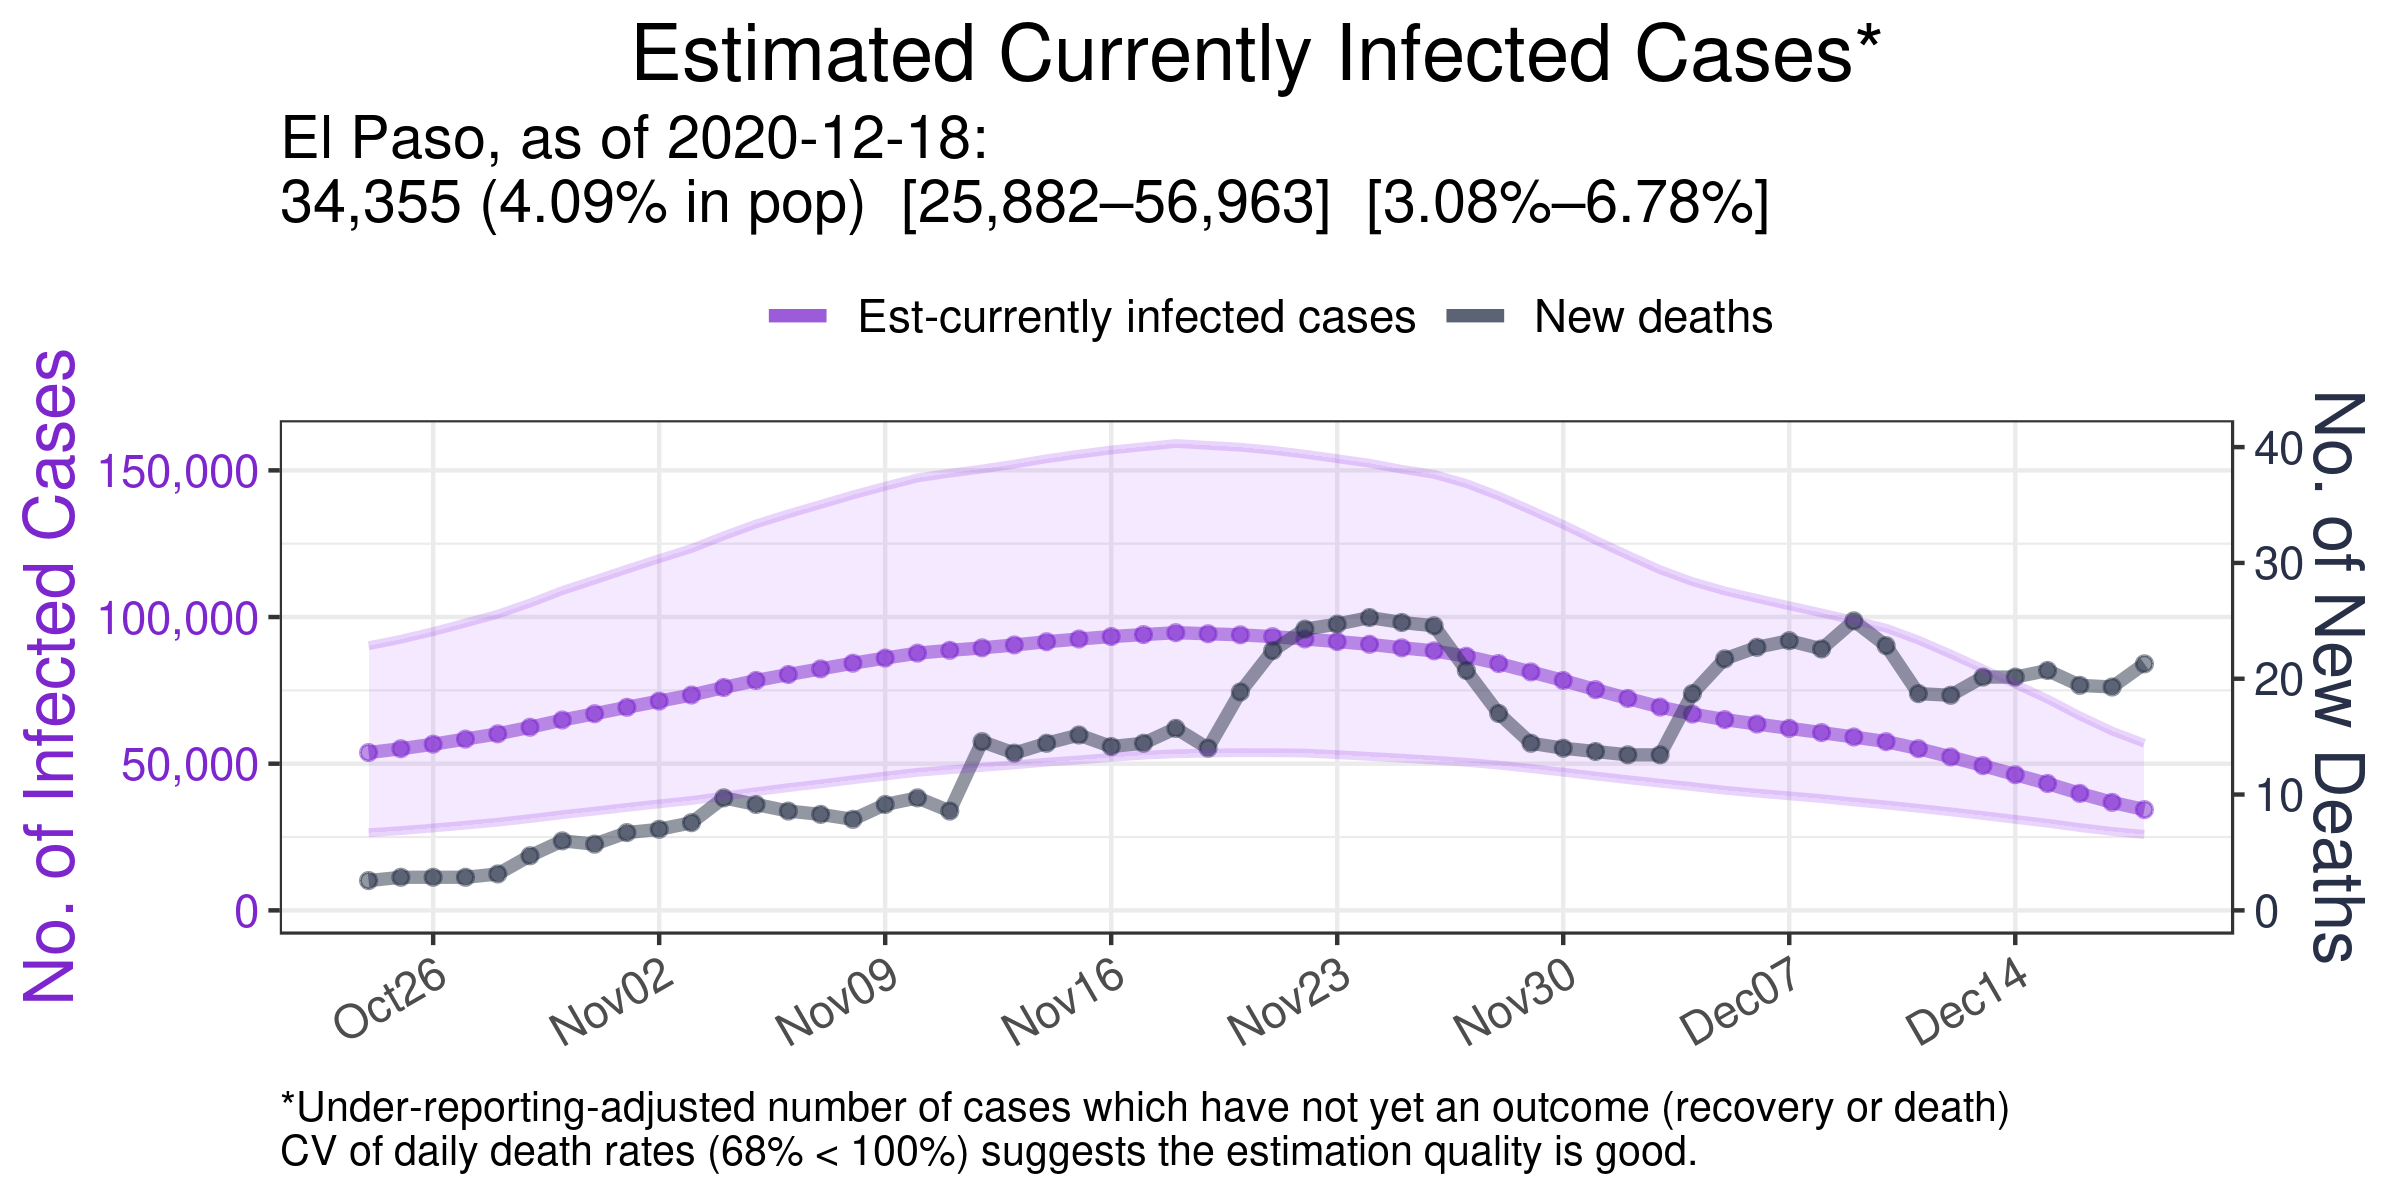 Estimated Currently Infected Cases*
El Paso, as of 2020-12-18:
34,355 (4.09% in pop)  [25,882–56,963]  [3.08%–6.78%]
Est-currently infected cases
New deaths
No. of Infected Cases
150,000
100,000
50,000
0
No. of New Deaths
40
30
20
10
0
Oct26
Nov02
Nov09
Nov16
Nov23
Nov30
Dec07
Dec14
*Under-reporting-adjusted number of cases which have not yet an outcome (recovery or death)
CV of daily death rates (68% < 100%) suggests the estimation quality is good.